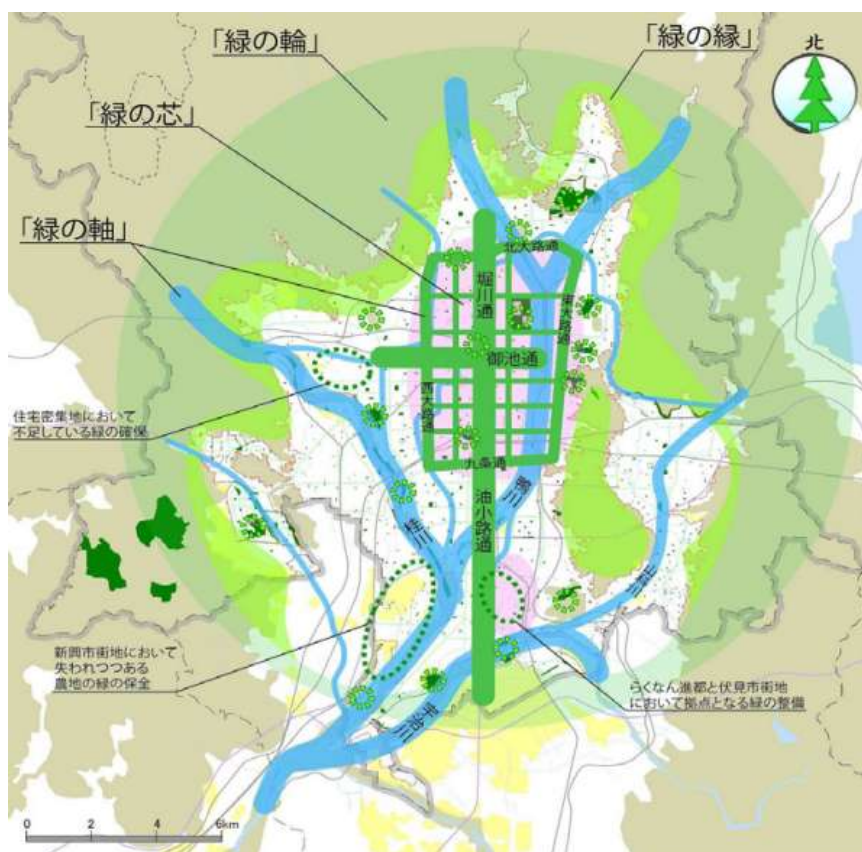 「緑の輪」
「緑の縁」
北
「緑の芯」
「緑の軸」
北大路通
堀川通
東大路通
御池通
西大路通
住宅密集地において
不足している緑の確保
九条通
鴨川
油小路通
桂川
新興市街地において
失われつつある
農地の緑の保全
らくなん進都と伏見市街地
において拠点となる緑の整備
宇治川
0 2 4 6km